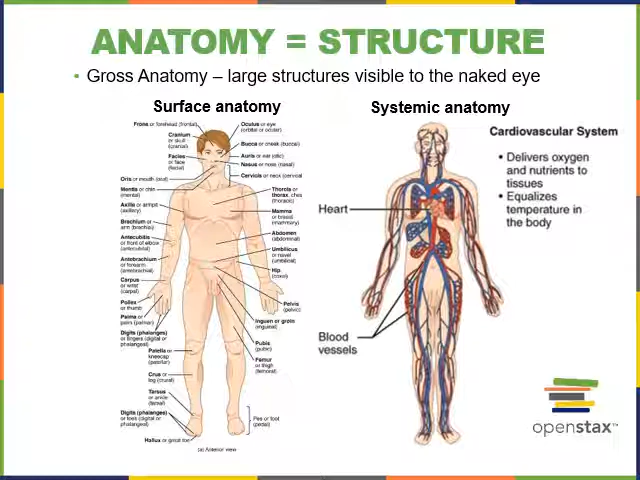 ANATOMY = STRUCTURE
• Gross Anatomy – large structures visible to the naked eye
Surface anatomy
Frons or forehead (frontal)
Cranium
or skull
(cranial)
Facies
or face
(facial)
Oris or mouth (oral)
Mentis or chin
(mental)
Axilla or armpit
(axillary)
Brachium or
arm (brachial)
Antecubitis
or front of elbow
(antecubital)
Antebrachium
or forearm
(antebrachial)
Carpus
or wrist
(carpal)
Pollex
or thumb
Palma or
palm (palmar)
Digits (phalanges)
or fingers (digital or
phalangeal)
Patella or
kneecap
(patellar)
Crus or
leg (crural)
Tarsus
or ankle
(tarsal)
Digits (phalanges)
or toes (digital or
phalangeal)
Hallux or great toe
Oculus or eye
(orbital or ocular)
Bucca or cheek (buccal)
Auris or ear (otic)
Nasus or nose (nasal)
Cervicis or neck (cervical
Thoracis or
thorax, chest
(thoracic)
Mamma
or breast
(mammary)
Abdomen
(abdominal)
Umbilicus
or navel
(umbilical)
Hip
(coxal)
Pelvis
(pelvic)
Inguen or groin
(inguinal)
Pubis
(pubic)
Femur
or thigh
(femoral)
Pes or foot
(pedal)
(a) Anterior view
Systemic anatomy
Heart
Blood
vessels
Cardiovascular System
• Delivers oxygen
and nutrients to
tissues
• Equalizes
temperature in
the body
openstax™